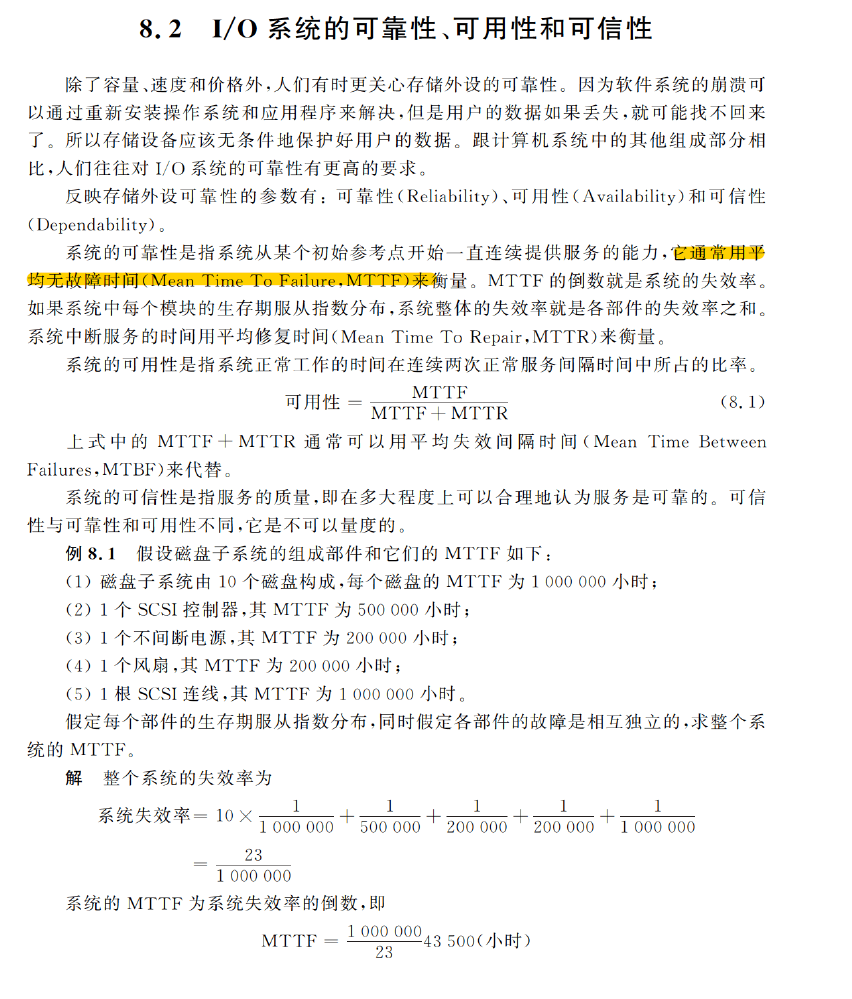 8.2 I/O 系统的可靠性、可用性和可信性
除了容量、速度和价格外,人们有时更关心存储外设的可靠性。因为软件系统的崩溃可
以通过重新安装操作系统和应用程序来解决,但是用户的数据如果丢失,就可能找不回来
了。所以存储设备应该无条件地保护好用户的数据。跟计算机系统中的其他组成部分相
比,人们往往对 I/O 系统的可靠性有更高的要求。
反映存储外设可靠性的参数有:可靠性(Reliability)、可用性(Availability)和可信性
(Dependability)。
系统的可靠性是指系统从某个初始参考点开始一直连续提供服务的能力,它通常用平
均无故障时间(Mean Time To Failure,MTTF)来衡量。MTTF 的倒数就是系统的失效率。
如果系统中每个模块的生存期服从指数分布,系统整体的失效率就是各部件的失效率之和。
系统中断服务的时间用平均修复时间(Mean Time To Repair,MTTR)来衡量。
系统的可用性是指系统正常工作的时间在连续两次正常服务间隔时间中所占的比率。
可用性 = MTTF / (MTTF + MTTR) (8.1)
上式中的 MTTF + MTTR 通常可以用平均失效间隔时间(Mean Time Between
Failures,MTBF)来代替。
系统的可信性是指服务的质量,即在多大程度上可以合理地认为服务是可靠的。可信
性与可靠性和可用性不同,它是不可以量度的。
例 8.1 假设磁盘子系统的组成部件和它们的 MTTF 如下:
(1) 磁盘子系统由 10 个磁盘构成,每个磁盘的 MTTF 为 1 000 000 小时;
(2) 1 个 SCSI 控制器,其 MTTF 为 500 000 小时;
(3) 1 个不间断电源,其 MTTF 为 200 000 小时;
(4) 1 个风扇,其 MTTF 为 200 000 小时;
(5) 1 根 SCSI 连线,其 MTTF 为 1 000 000 小时。
假定每个部件的生存期服从指数分布,同时假定各部件的故障是相互独立的,求整个系
统的 MTTF。
解 整个系统的失效率为
系统失效率 = 10 × 1/1 000 000 + 1/500 000 + 1/200 000 + 1/200 000 + 1/1 000 000
= 23/1 000 000
系统的 MTTF 为系统失效率的倒数,即
MTTF = 1 000 000/23 43 500(小时)